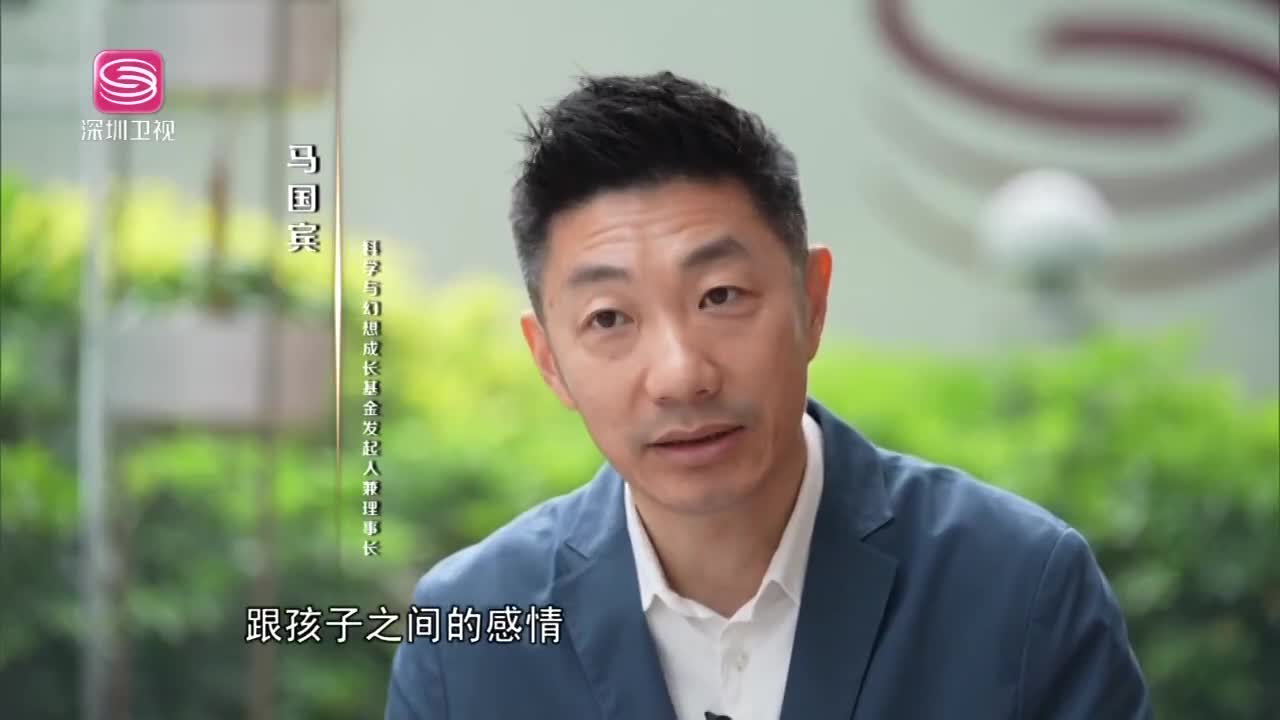 深圳卫视
马国宾
科学与幻想成长基金发起人兼理事长
跟孩子之间的感情